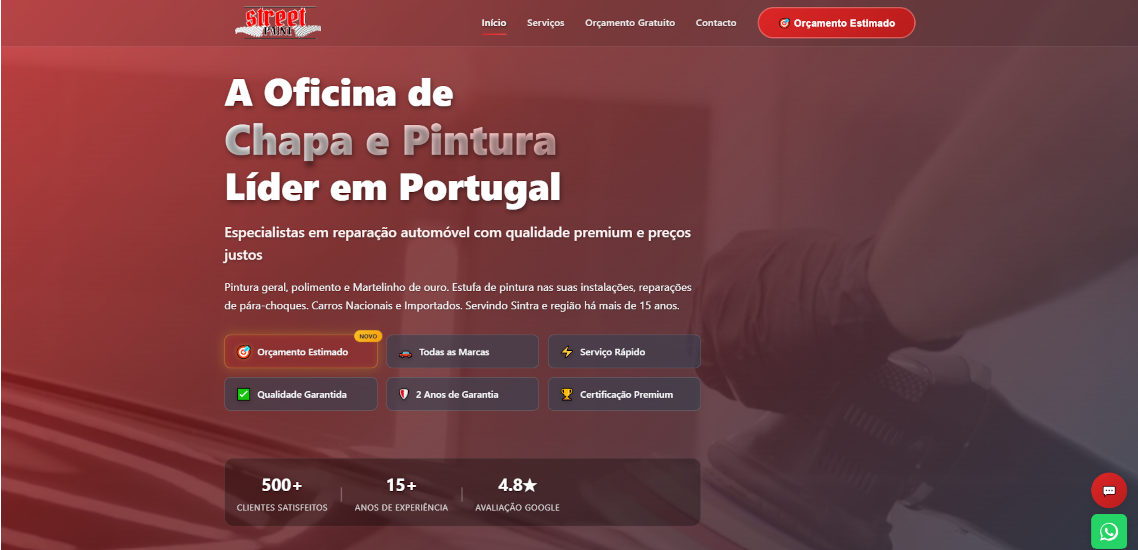 street
PAINT
Início Serviços Orçamento Gratuito Contacto Orçamento Estimado
A Oficina de
Chapa e Pintura
Líder em Portugal
Especialistas em reparação automóvel com qualidade premium e preços
justos
Pintura geral, polimento e Martelinho de ouro. Estufa de pintura nas suas instalações, reparações
de pára-choques. Carros Nacionais e Importados. Servindo Sintra e região há mais de 15 anos.
NOVO
Orçamento Estimado Todas as Marcas Serviço Rápido
Qualidade Garantida 2 Anos de Garantia Certificação Premium
500+ 15+ 4.8★
CLIENTES SATISFEITOS ANOS DE EXPERIÊNCIA AVALIAÇÃO GOOGLE